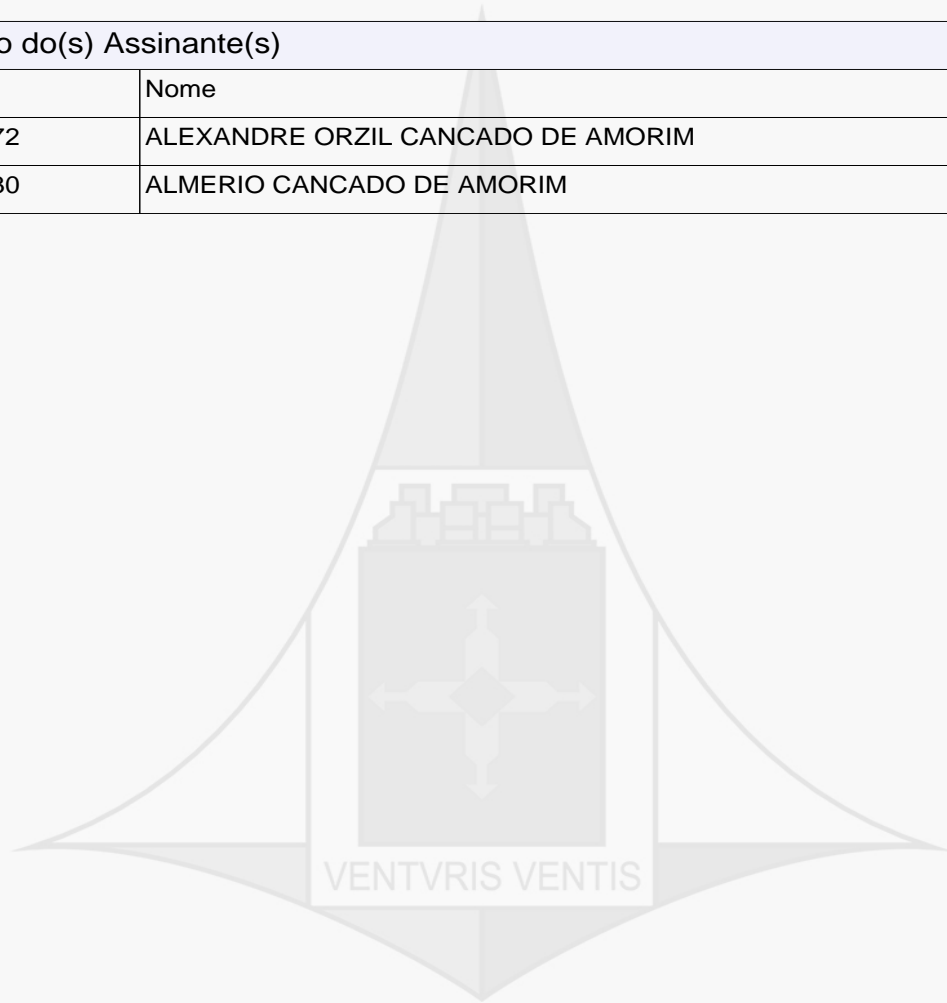 o do(s) Assinante(s)
Nome
72 ALEXANDRE ORZIL CANCADO DE AMORIM
30 ALMERIO CANCADO DE AMORIM
VENTVRIS VENTIS